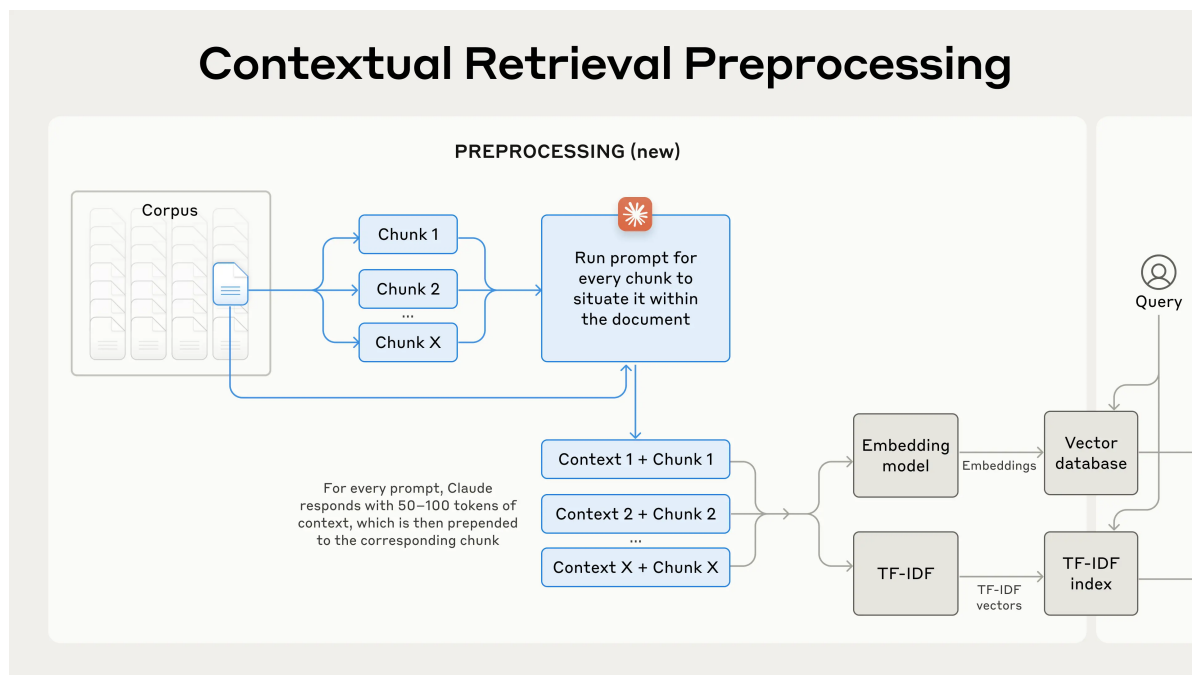 Contextual Retrieval Preprocessing
PREPROCESSING (new)
Corpus
Chunk 1
Chunk 2
...
Chunk X
Run prompt for
every chunk to
situate it within
the document
Query
For every prompt, Claude
responds with 50–100 tokens of
context, which is then prepended
to the corresponding chunk
Context 1 + Chunk 1
Context 2 + Chunk 2
...
Context X + Chunk X
Embedding
model
Embeddings
Vector
database
TF-IDF
TF-IDF
vectors
TF-IDF
index